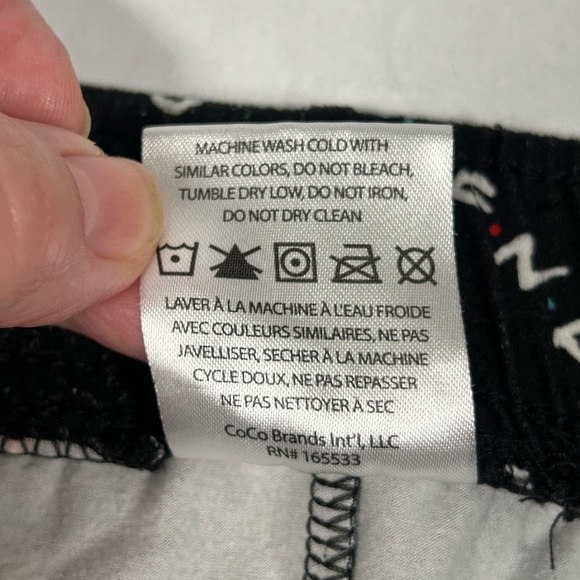 MACHINE WASH COLD WITH
SIMILAR COLORS, DO NOT BLEACH,
TUMBLE DRY LOW, DO NOT IRON,
DO NOT DRY CLEAN
LAVER À LA MACHINE À L'EAU FROIDE
AVEC COULEURS SIMILAIRES, NE PAS
JAVELLISER, SECHER À LA MACHINE
CYCLE DOUX, NE PAS REPASSER
NE PAS NETTOYER À SEC
CoCo Brands Int'l, LLC
RN# 165533